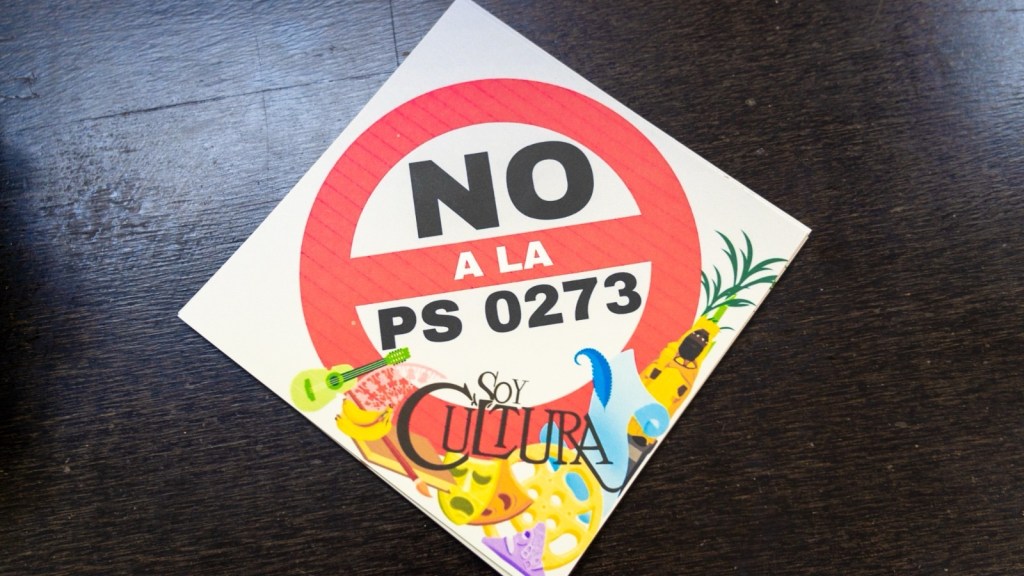 NO
A LA
PS 0273
SOY
CULTURA